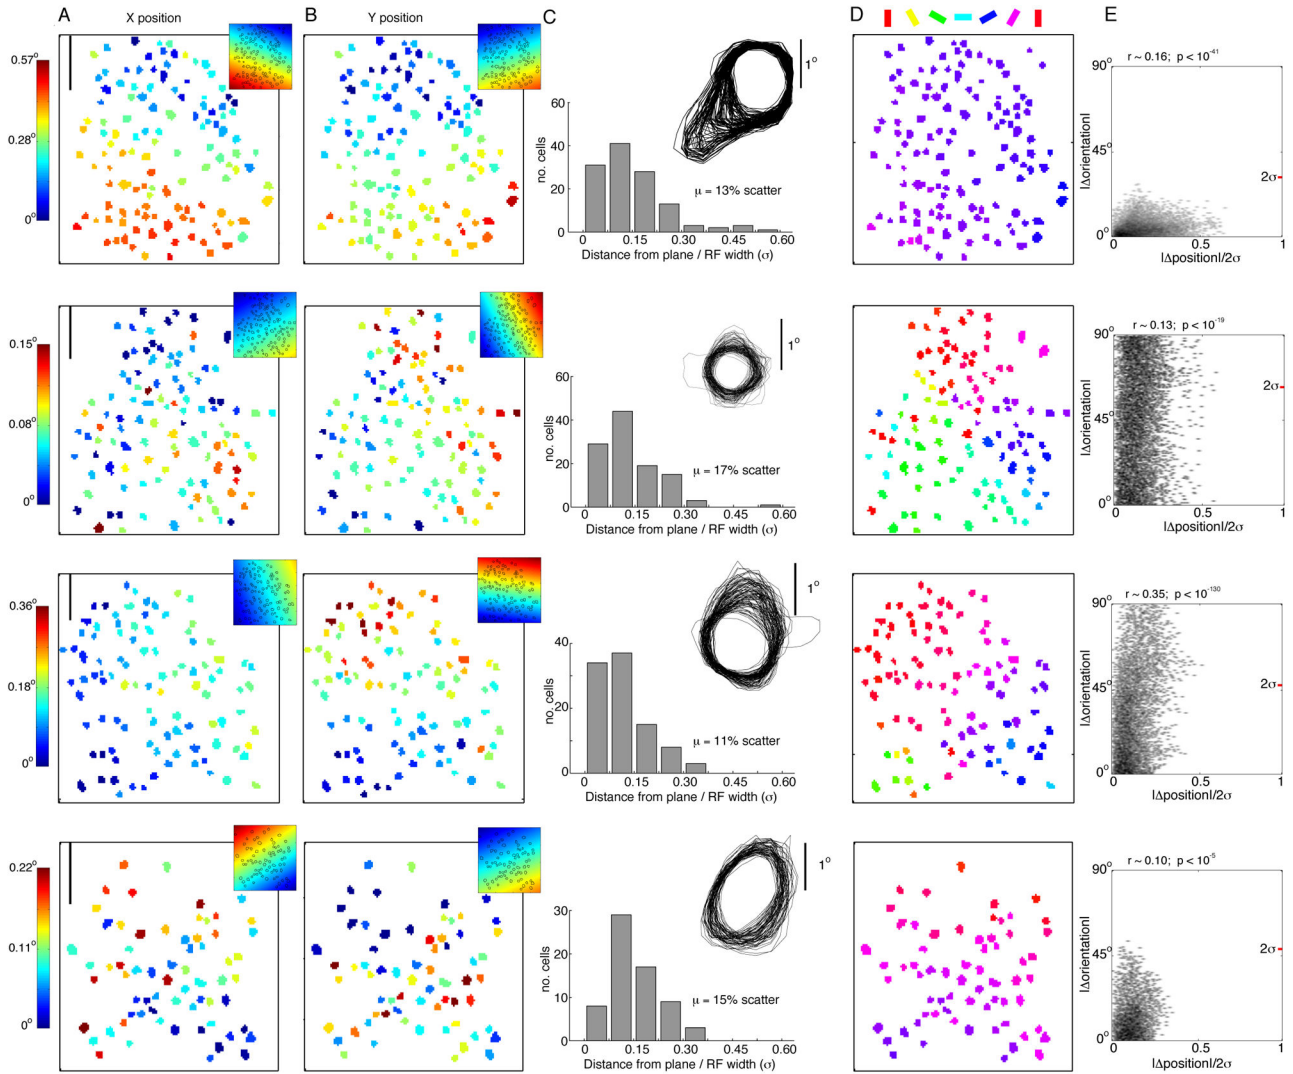 A X position B Y position C D E
0.57° 0.28° 0°
1°
60 40 20 0
no. cells
μ = 13% scatter
0 0.15 0.30 0.45 0.60
Distance from plane / RF width (σ)
r ~ 0.16; p < 10⁻⁴¹
90° 45° 0°
|Δorientation|
2σ
0 0.5 1
|Δposition|/2σ
0.15° 0.08° 0°
1°
60 40 20 0
no. cells
μ = 17% scatter
0 0.15 0.30 0.45 0.60
Distance from plane / RF width (σ)
r ~ 0.13; p < 10⁻¹⁹
90° 45° 0°
|Δorientation|
2σ
0 0.5 1
|Δposition|/2σ
0.36° 0.18° 0°
1°
40 30 20 10 0
no. cells
μ = 11% scatter
0 0.15 0.30 0.45 0.60
Distance from plane / RF width (σ)
r ~ 0.35; p < 10⁻¹³⁰
90° 45° 0°
|Δorientation|
2σ
0 0.5 1
|Δposition|/2σ
0.22° 0.11° 0°
1°
30 20 10 0
no. cells
μ = 15% scatter
0 0.15 0.30 0.45 0.60
Distance from plane / RF width (σ)
r ~ 0.10; p < 10⁻⁵
90° 45° 0°
|Δorientation|
2σ
0 0.5 1
|Δposition|/2σ